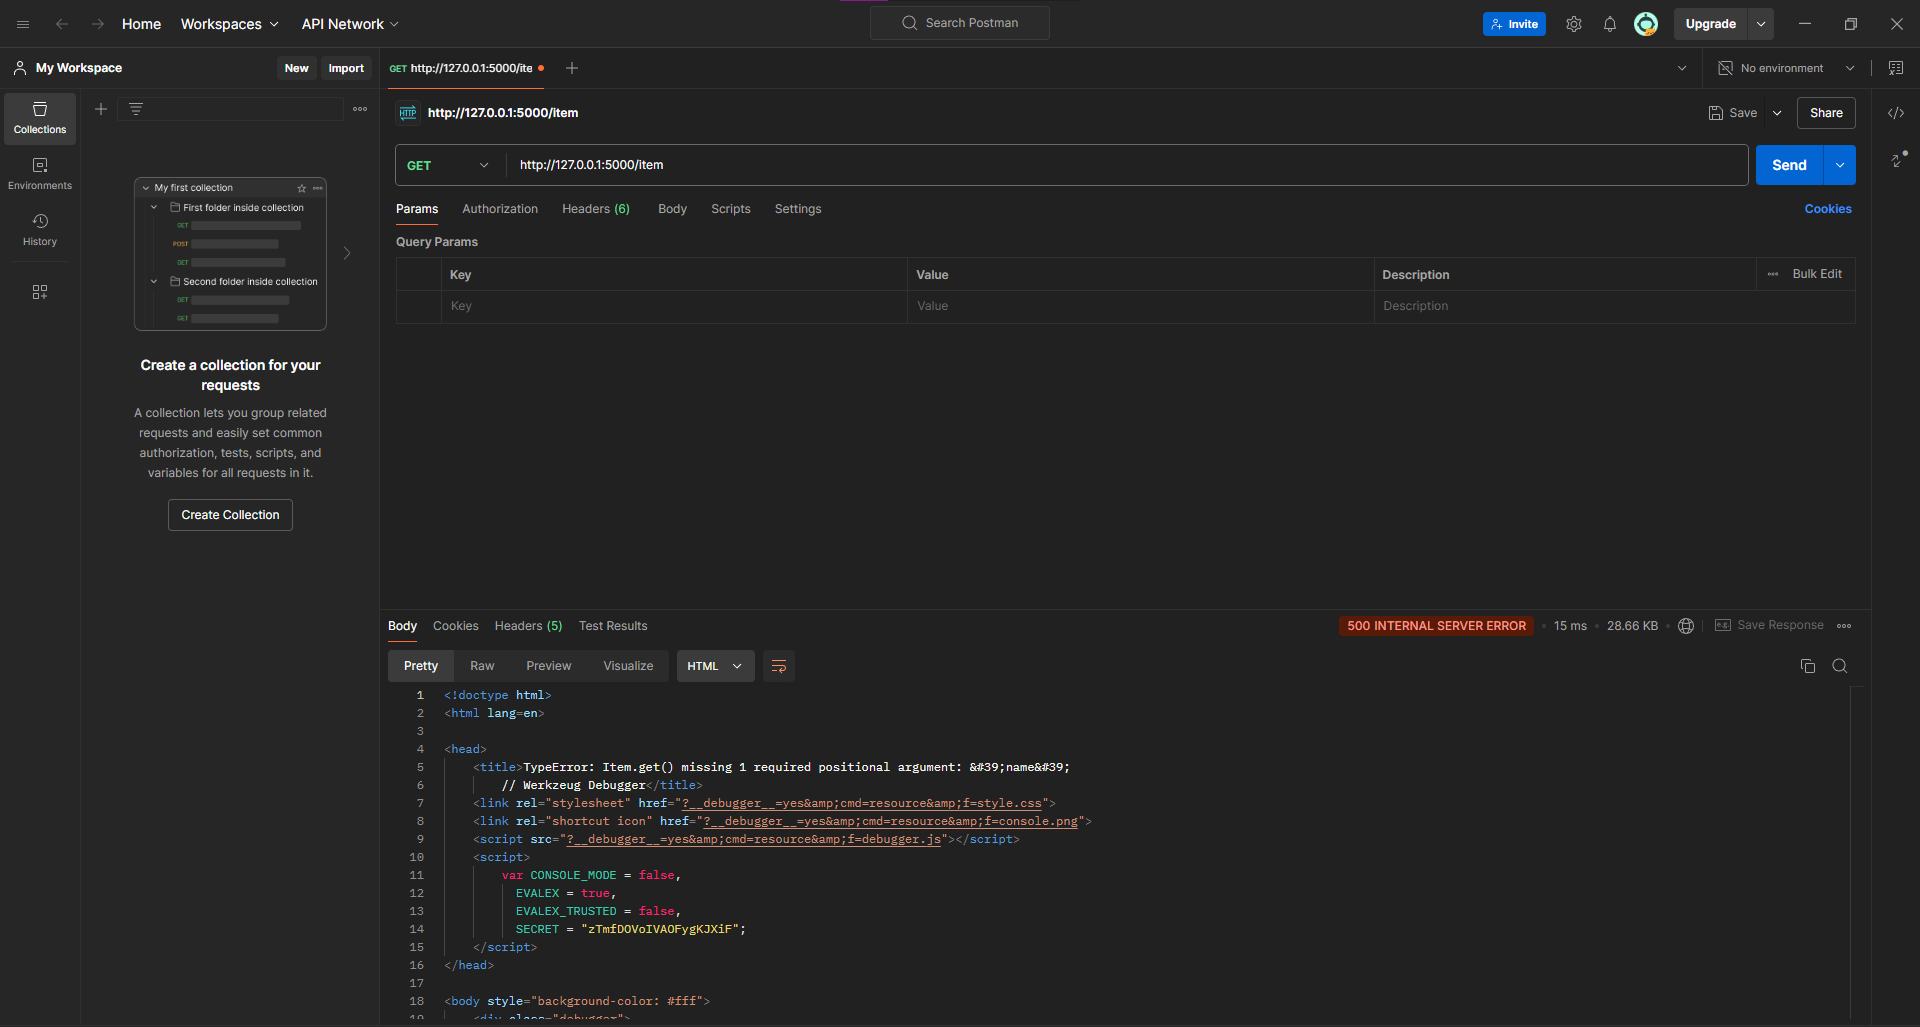 Home
Workspaces
API Network
Search Postman
Invite
Upgrade
My Workspace
New
Import
GET http://127.0.0.1:5000/ite
No environment
Collections
Environments
History
My first collection
First folder inside collection
GET
POST
GET
Second folder inside collection
GET
GET
Create a collection for your
requests
A collection lets you group related
requests and easily set common
authorization, tests, scripts, and
variables for all requests in it.
Create Collection
HTTP http://127.0.0.1:5000/item
Save
Share
GET
http://127.0.0.1:5000/item
Send
Params
Authorization
Headers (6)
Body
Scripts
Settings
Cookies
Query Params
Key
Value
Description
Bulk Edit
Key
Value
Description
Body
Cookies
Headers (5)
Test Results
500 INTERNAL SERVER ERROR
15 ms
28.66 KB
e.g. Save Response
Pretty
Raw
Preview
Visualize
HTML
1 <!doctype html>
2 <html lang=en>
3
4 <head>
5 <title>TypeError: Item.get() missing 1 required positional argument: &#39;name&#39;
6 // Werkzeug Debugger</title>
7 <link rel="stylesheet" href="?__debugger__=yes&amp;cmd=resource&amp;f=style.css">
8 <link rel="shortcut icon" href="?__debugger__=yes&amp;cmd=resource&amp;f=console.png">
9 <script src="?__debugger__=yes&amp;cmd=resource&amp;f=debugger.js"></script>
10 <script>
11 var CONSOLE_MODE = false,
12 EVALEX = true,
13 EVALEX_TRUSTED = false,
14 SECRET = "zTmfDOVoIVAOFygKJXiF";
15 </script>
16 </head>
17
18 <body style="background-color: #fff">
19 <div class="debugger">